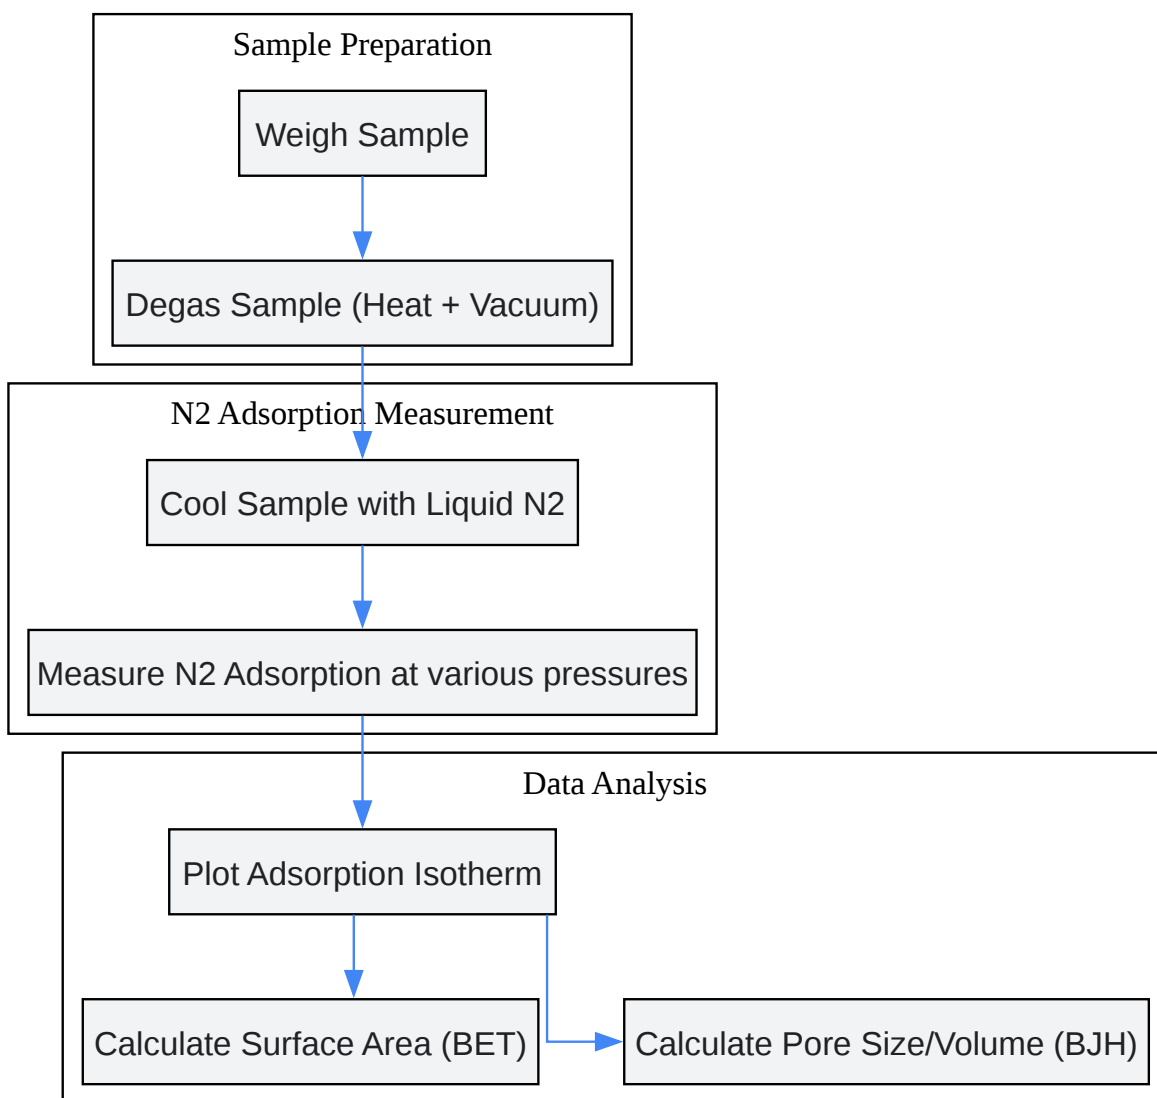 Sample Preparation
Weigh Sample
Degas Sample (Heat + Vacuum)
N2 Adsorption Measurement
Cool Sample with Liquid N2
Measure N2 Adsorption at various pressures
Data Analysis
Plot Adsorption Isotherm
Calculate Surface Area (BET)
Calculate Pore Size/Volume (BJH)